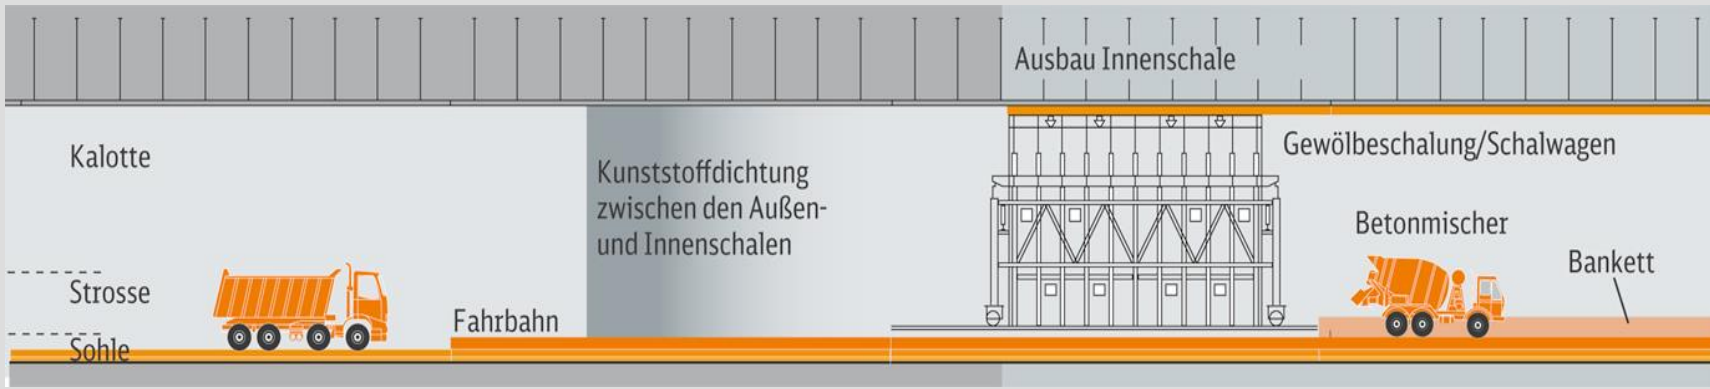 Ausbau Innenschale
Kalotte
Kunststoffdichtung
zwischen den Außen-
und Innenschalen
Gewölbeschalung/Schalwagen
Betonmischer
Bankett
Strosse
Fahrbahn
Sohle